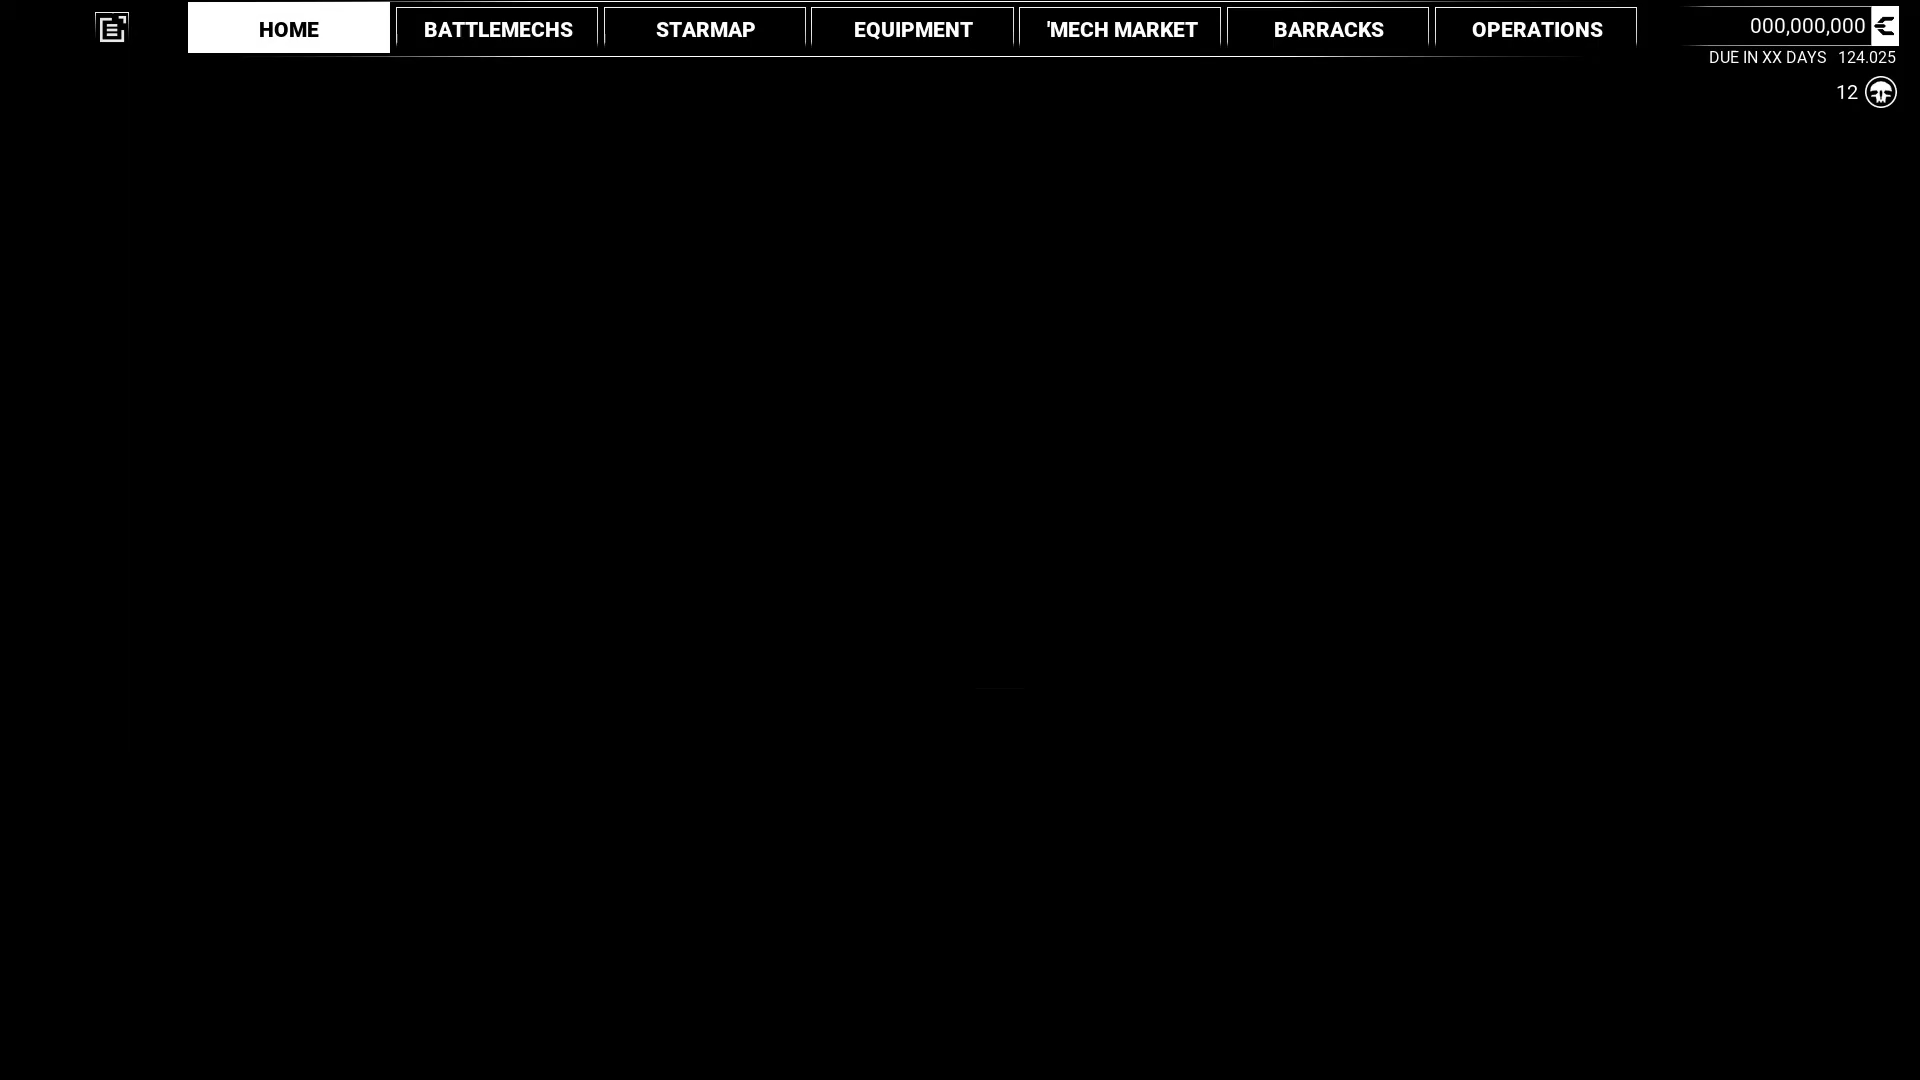 HOME
BATTLEMECHS
STARMAP
EQUIPMENT
'MECH MARKET
BARRACKS
OPERATIONS
000,000,000
DUE IN XX DAYS 124.025
12